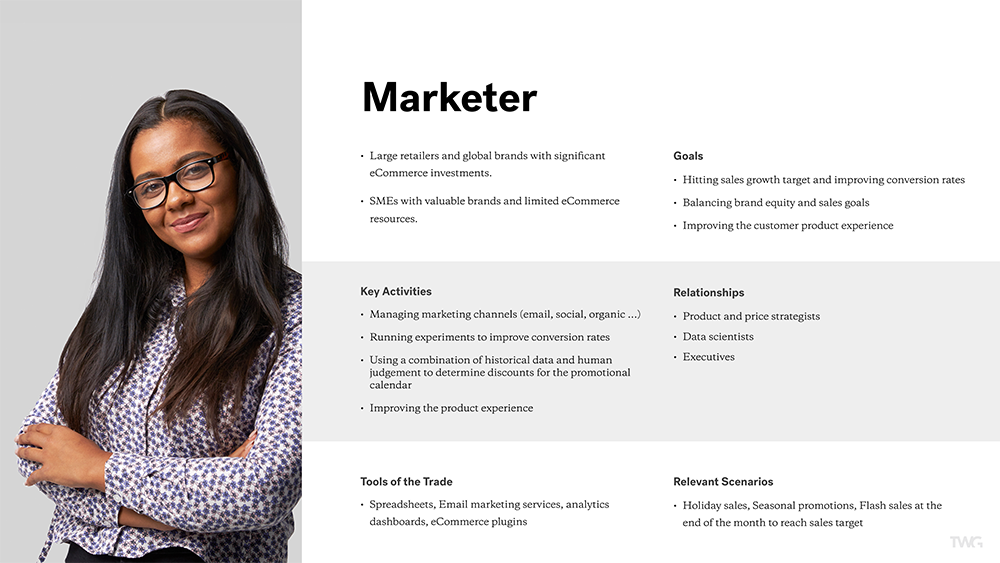 Marketer
• Large retailers and global brands with significant
eCommerce investments.
• SMEs with valuable brands and limited eCommerce
resources.
Goals
• Hitting sales growth target and improving conversion rates
• Balancing brand equity and sales goals
• Improving the customer product experience
Key Activities
• Managing marketing channels (email, social, organic ...)
• Running experiments to improve conversion rates
• Using a combination of historical data and human
judgement to determine discounts for the promotional
calendar
• Improving the product experience
Relationships
• Product and price strategists
• Data scientists
• Executives
Tools of the Trade
• Spreadsheets, Email marketing services, analytics
dashboards, eCommerce plugins
Relevant Scenarios
• Holiday sales, Seasonal promotions, Flash sales at the
end of the month to reach sales target
TWG